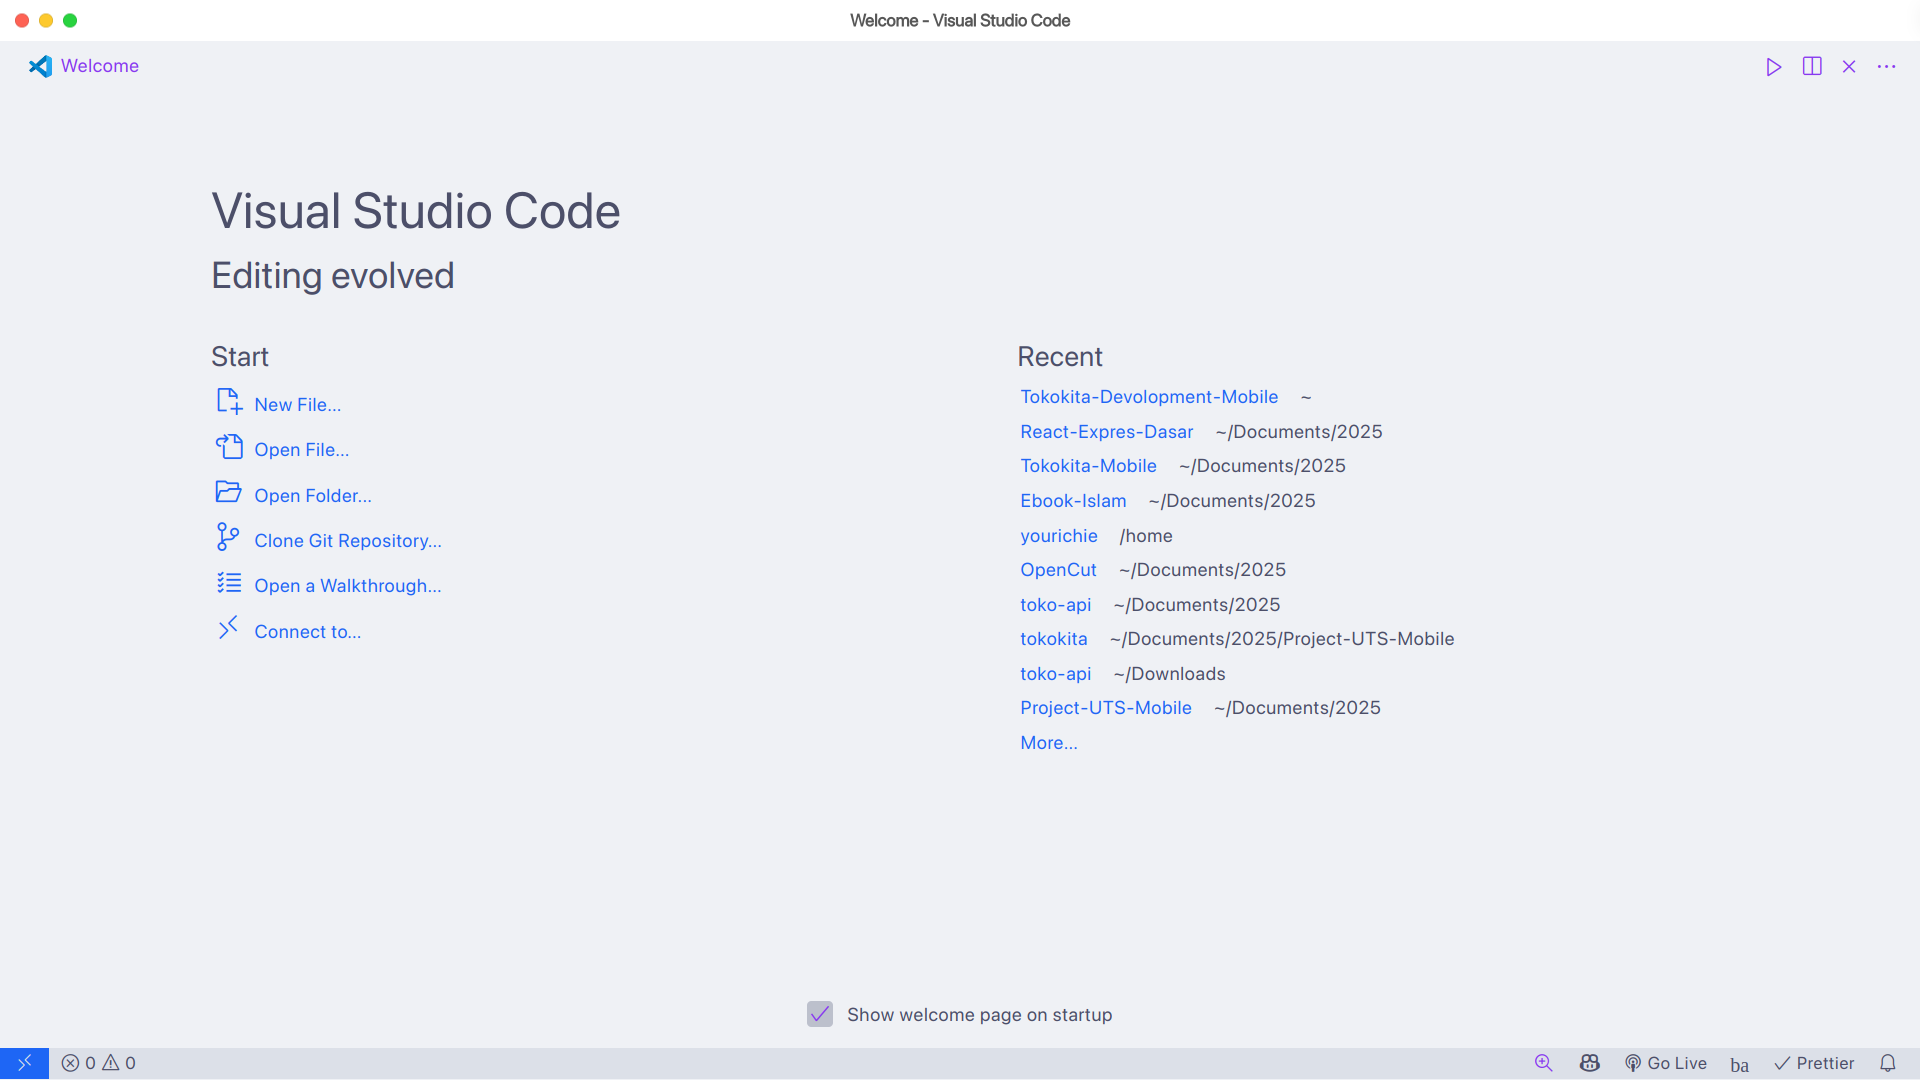 Welcome - Visual Studio Code
Welcome
Visual Studio Code
Editing evolved
Start
New File...
Open File...
Open Folder...
Clone Git Repository...
Open a Walkthrough...
Connect to...
Recent
Tokokita-Devolopment-Mobile ~
React-Expres-Dasar ~/Documents/2025
Tokokita-Mobile ~/Documents/2025
Ebook-Islam ~/Documents/2025
yourichie /home
OpenCut ~/Documents/2025
toko-api ~/Documents/2025
tokokita ~/Documents/2025/Project-UTS-Mobile
toko-api ~/Downloads
Project-UTS-Mobile ~/Documents/2025
More...
Show welcome page on startup
0 0 Go Live ba Prettier